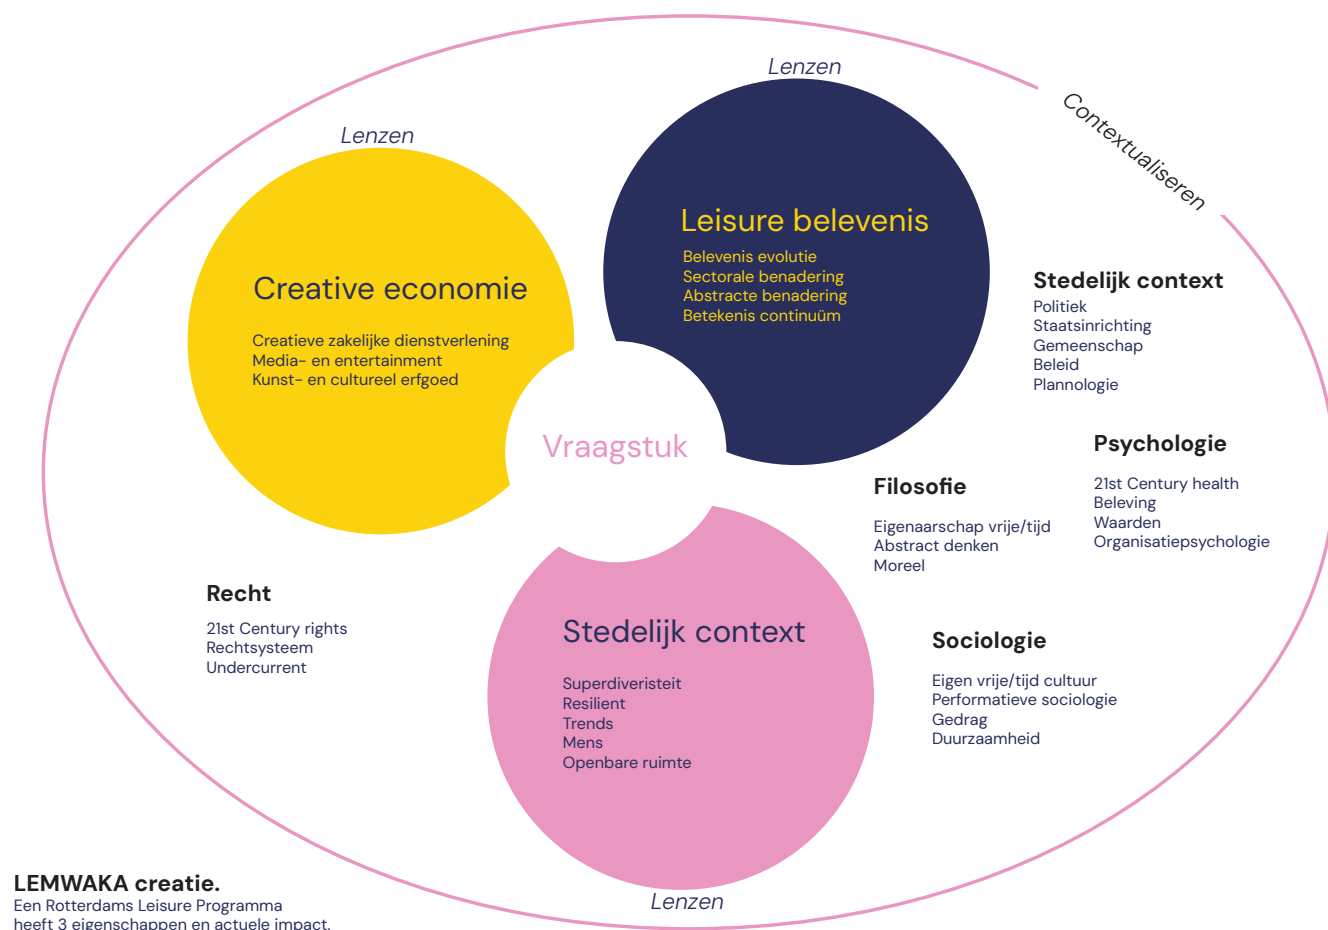 Lenzen
Contextualiseren
Lenzen
Leisure belevenis
Belevenis evolutie
Sectorale benadering
Abstracte benadering
Betekenis continuüm
Creative economie
Creatieve zakelijke dienstverlening
Media- en entertainment
Kunst- en cultureel erfgoed
Stedelijk context
Politiek
Staatsinrichting
Gemeenschap
Beleid
Plannologie
Vraagstuk
Psychologie
21st Century health
Beleving
Waarden
Organisatiepsychologie
Filosofie
Eigenaarschap vrije/tijd
Abstract denken
Moreel
Recht
21st Century rights
Rechtsysteem
Undercurrent
Stedelijk context
Superdiveristeit
Resilient
Trends
Mens
Openbare ruimte
Sociologie
Eigen vrije/tijd cultuur
Performatieve sociologie
Gedrag
Duurzaamheid
Lenzen
LEMWAKA creatie.
Een Rotterdams Leisure Programma
heeft 3 eigenschappen en actuele impact.